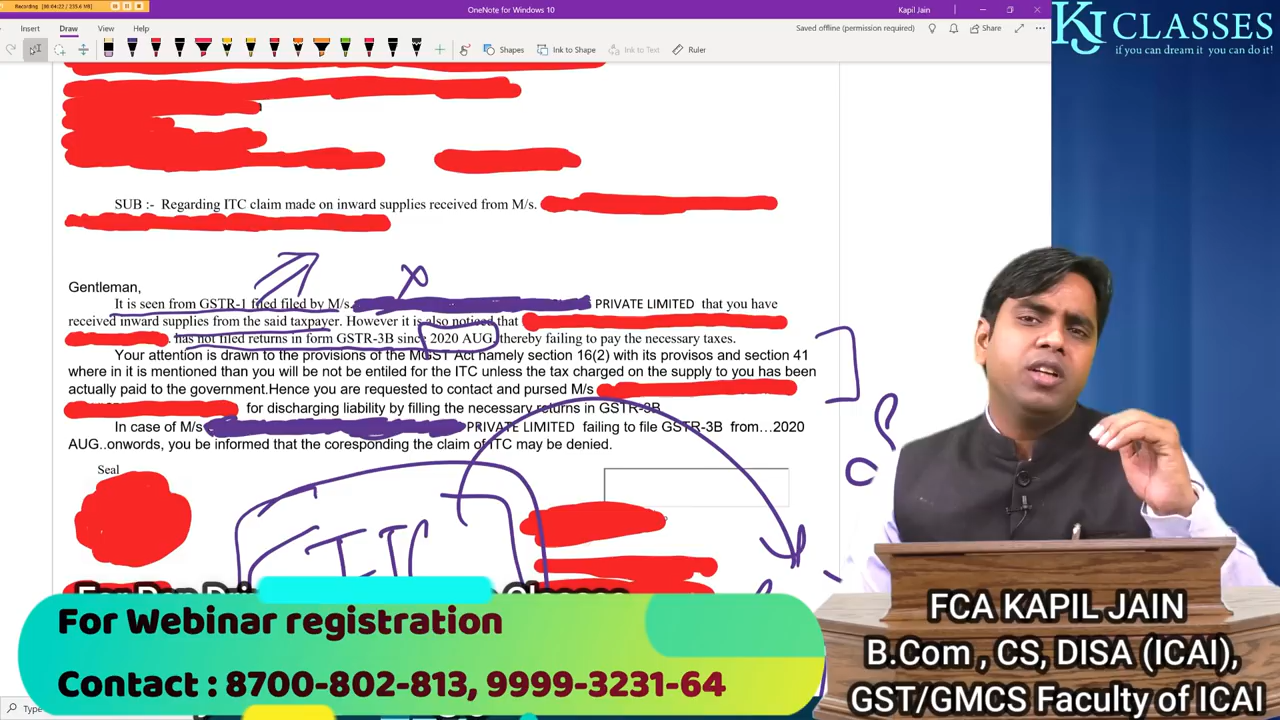 Recording 00:04:22 / 235.6 MB
OneNote for Windows 10
Kapil Jain
Insert Draw View Help
Saved offline (permission required)
Share
Shapes
Ink to Shape
Ink to Text
Ruler
KJ CLASSES
if you can dream it you can do it!
SUB :- Regarding ITC claim made on inward supplies received from M/s.
Gentleman,
It is seen from GSTR-1 filed filed by M/s. PRIVATE LIMITED that you have
received inward supplies from the said taxpayer. However it is also noticed that
has not filed returns in form GSTR-3B since 2020 AUG. thereby failing to pay the necessary taxes.
Your attention is drawn to the provisions of the MGST Act namely section 16(2) with its provisos and section 41
where in it is mentioned than you will be not be entiled for the ITC unless the tax charged on the supply to you has been
actually paid to the government.Hence you are requested to contact and pursed M/s
for discharging liability by filling the necessary returns in GSTR-3B
In case of M/s PRIVATE LIMITED failing to file GSTR-3B from...2020
AUG..onwords, you be informed that the coresponding the claim of ITC may be denied.
Seal
ITC
For Webinar registration
Contact : 8700-802-813, 9999-3231-64
Type
FCA KAPIL JAIN
B.Com , CS, DISA (ICAI),
GST/GMCS Faculty of ICAI